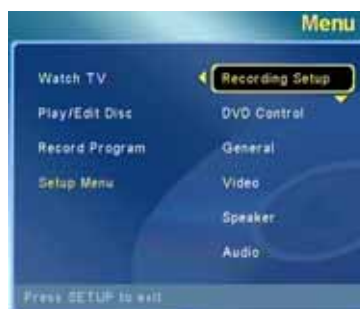 Menu
Watch TV
Play/Edit Disc
Record Program
Setup Menu
Recording Setup
DVD Control
General
Video
Speaker
Audio
Press SETUP to exit